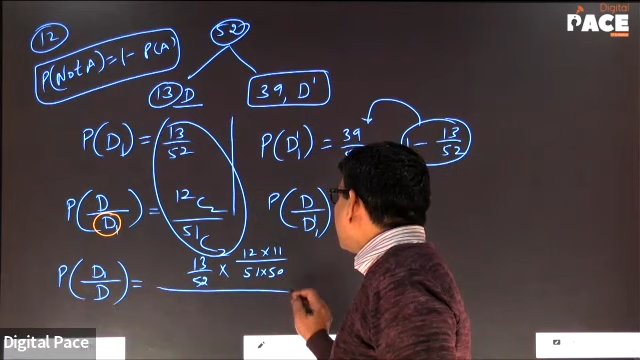 12
52
Digital
PACE
P(Not A) = 1 - P(A)
13 D
39, D'
P(D₁) = 13/52
P(D₁') = 39/
- 13/52
P(D/D₁) = ¹²C₂/⁵¹C₂
P(D/D₁')
P(D₁/D) = 13/52 × 12×11/51×50
Digital Pace